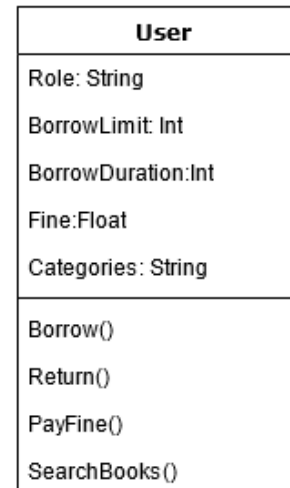 User
Role: String
BorrowLimit: Int
BorrowDuration:Int
Fine:Float
Categories: String
Borrow()
Return()
PayFine()
SearchBooks()